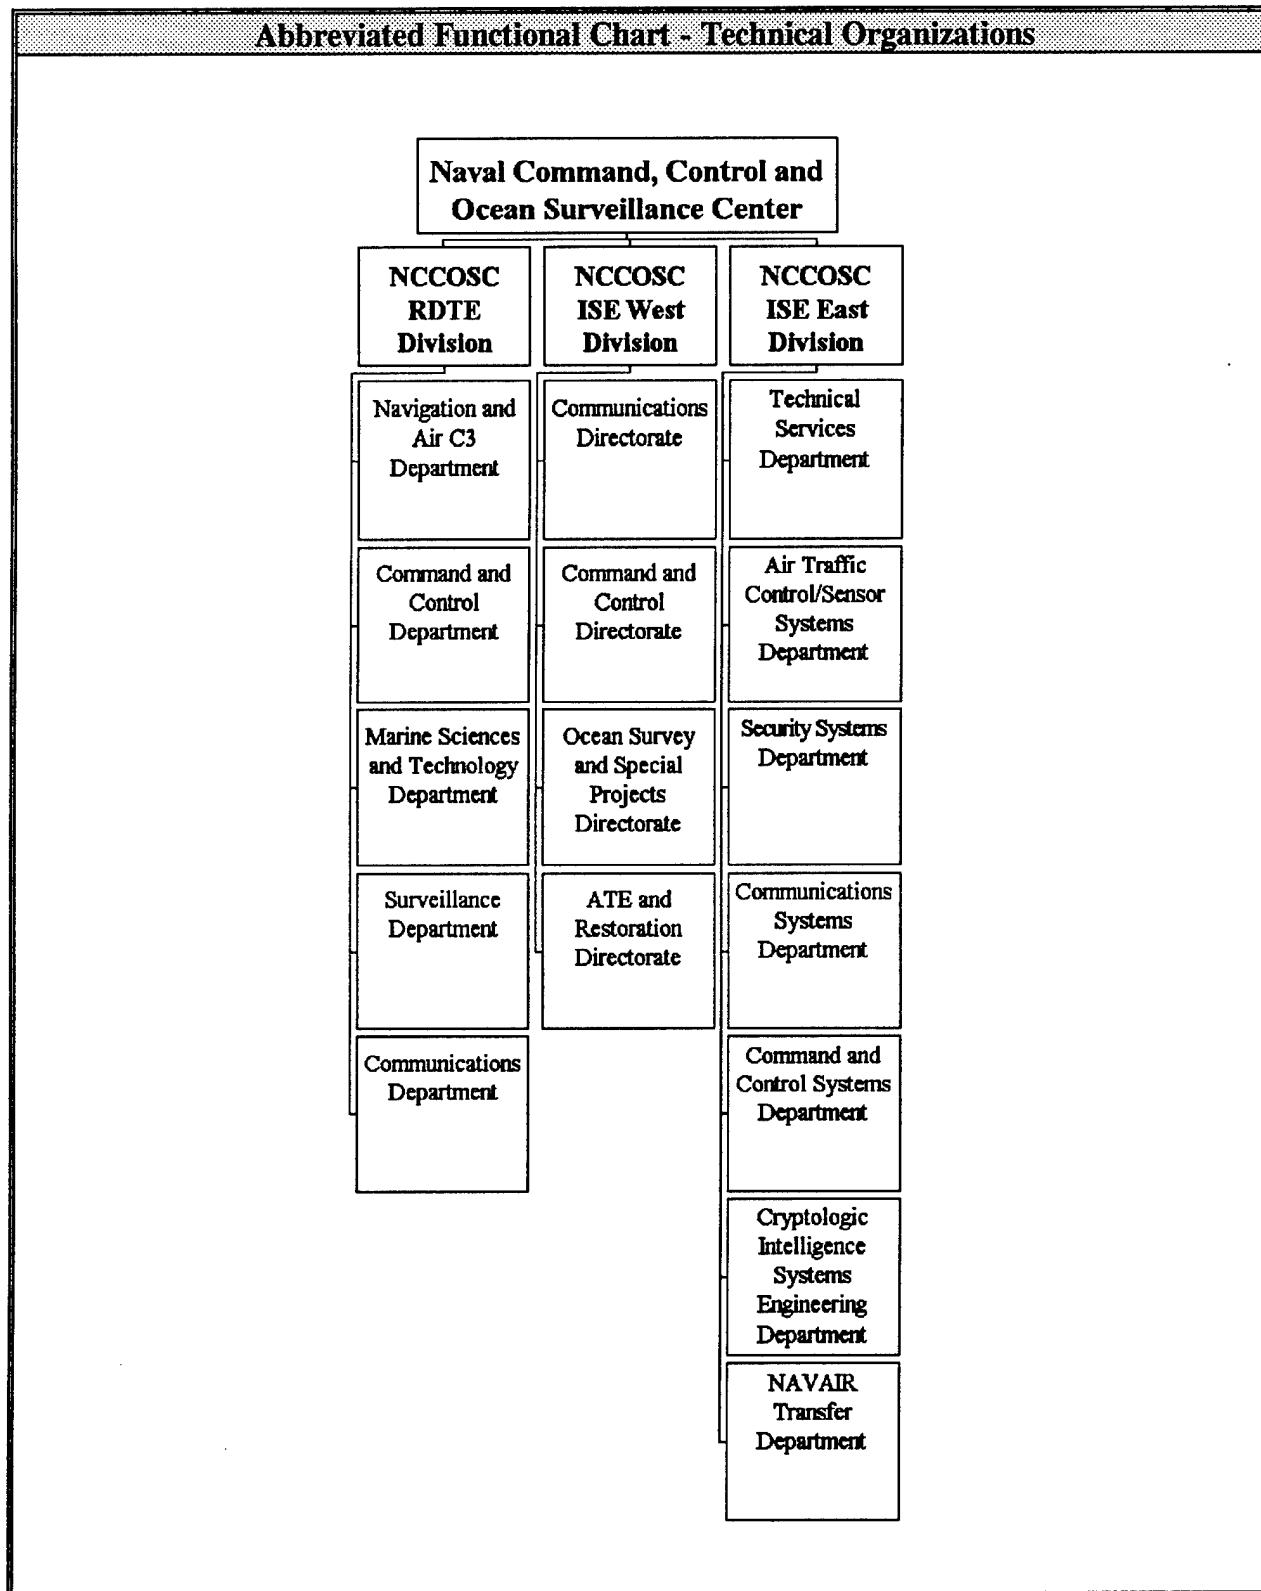 Abbreviated Functional Chart - Technical Organizations
Naval Command, Control and
Ocean Surveillance Center
NCCOSC
RDTE
Division
NCCOSC
ISE West
Division
NCCOSC
ISE East
Division
Navigation and
Air C3
Department
Command and
Control
Department
Marine Sciences
and Technology
Department
Surveillance
Department
Communications
Department
Communications
Directorate
Command and
Control
Directorate
Ocean Survey
and Special
Projects
Directorate
ATE and
Restoration
Directorate
Technical
Services
Department
Air Traffic
Control/Sensor
Systems
Department
Security Systems
Department
Communications
Systems
Department
Command and
Control Systems
Department
Cryptologic
Intelligence
Systems
Engineering
Department
NAVAIR
Transfer
Department